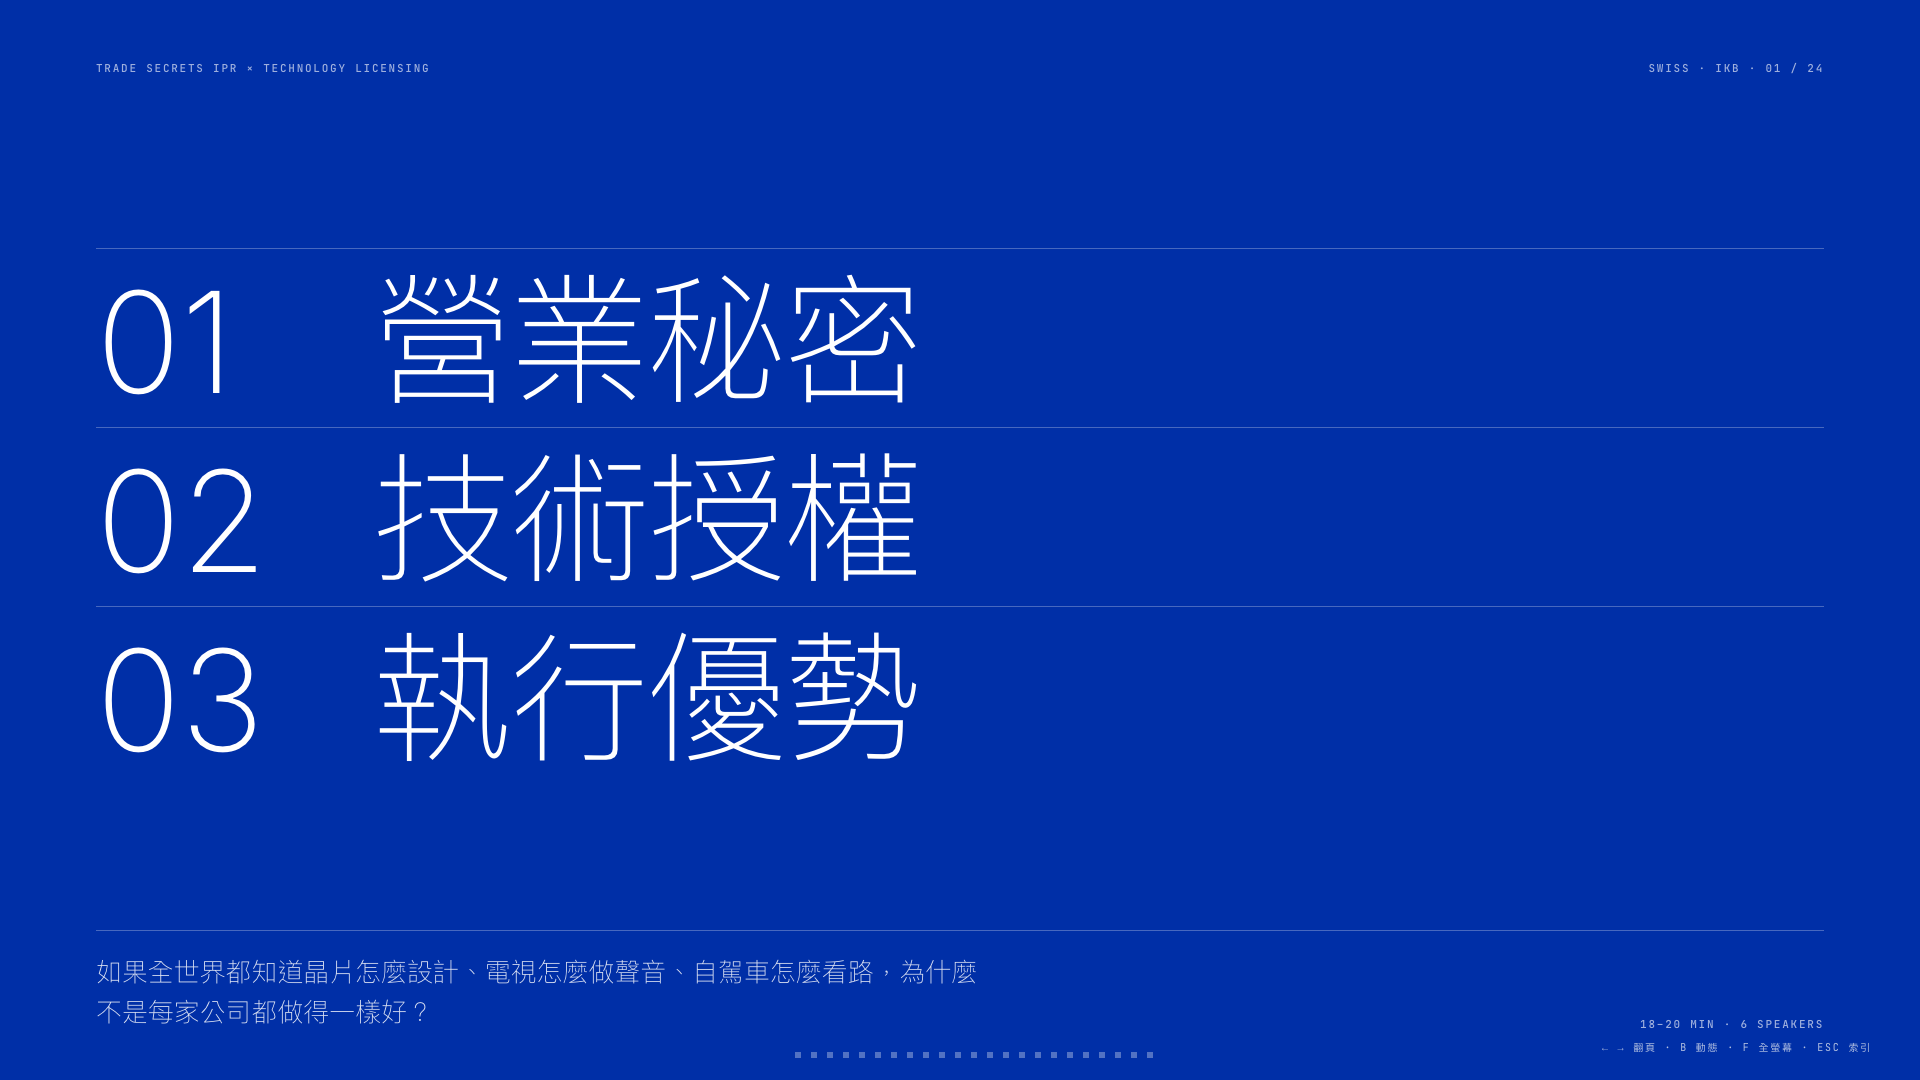 TRADE SECRETS IPR × TECHNOLOGY LICENSING
SWISS · IKB · 01 / 24
01 營業秘密
02 技術授權
03 執行優勢
如果全世界都知道晶片怎麼設計、電視怎麼做聲音、自駕車怎麼看路，為什麼
不是每家公司都做得一樣好？
18–20 MIN · 6 SPEAKERS
← → 翻頁 · B 動態 · F 全螢幕 · ESC 索引